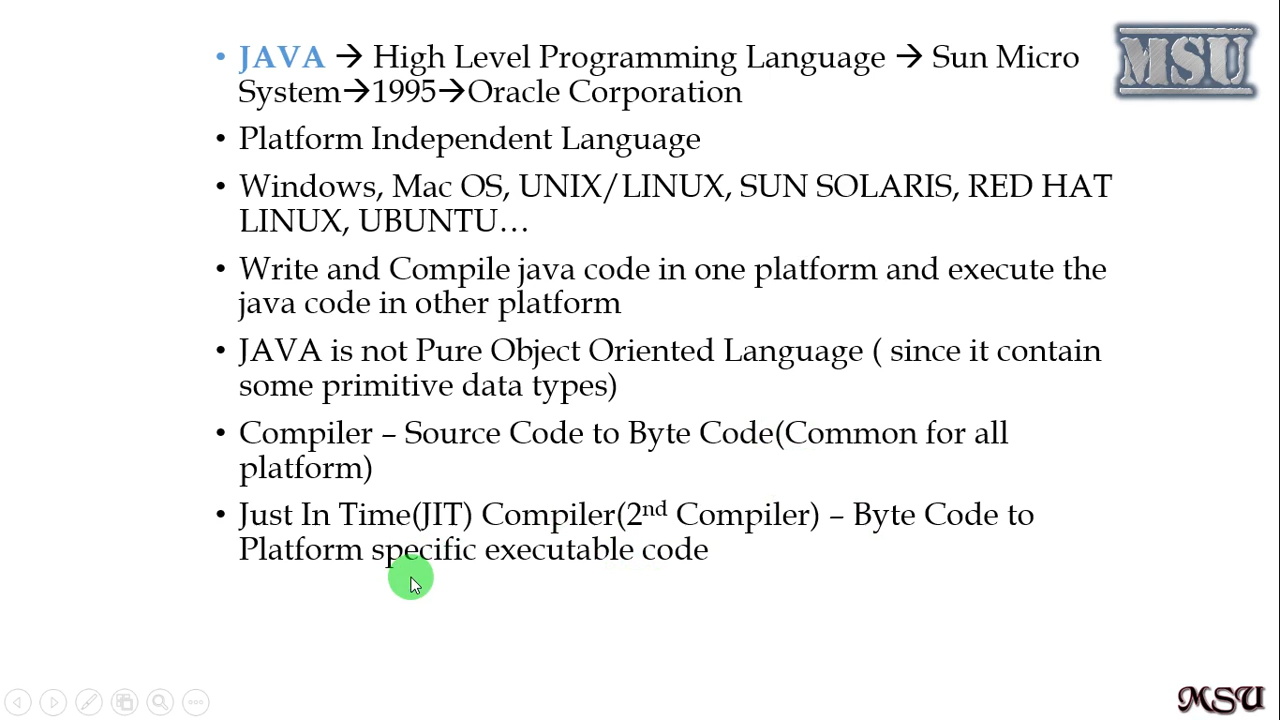 MSU
• JAVA → High Level Programming Language → Sun Micro
System→1995→Oracle Corporation
• Platform Independent Language
• Windows, Mac OS, UNIX/LINUX, SUN SOLARIS, RED HAT
LINUX, UBUNTU…
• Write and Compile java code in one platform and execute the
java code in other platform
• JAVA is not Pure Object Oriented Language ( since it contain
some primitive data types)
• Compiler – Source Code to Byte Code(Common for all
platform)
• Just In Time(JIT) Compiler(2nd Compiler) – Byte Code to
Platform specific executable code
MSU